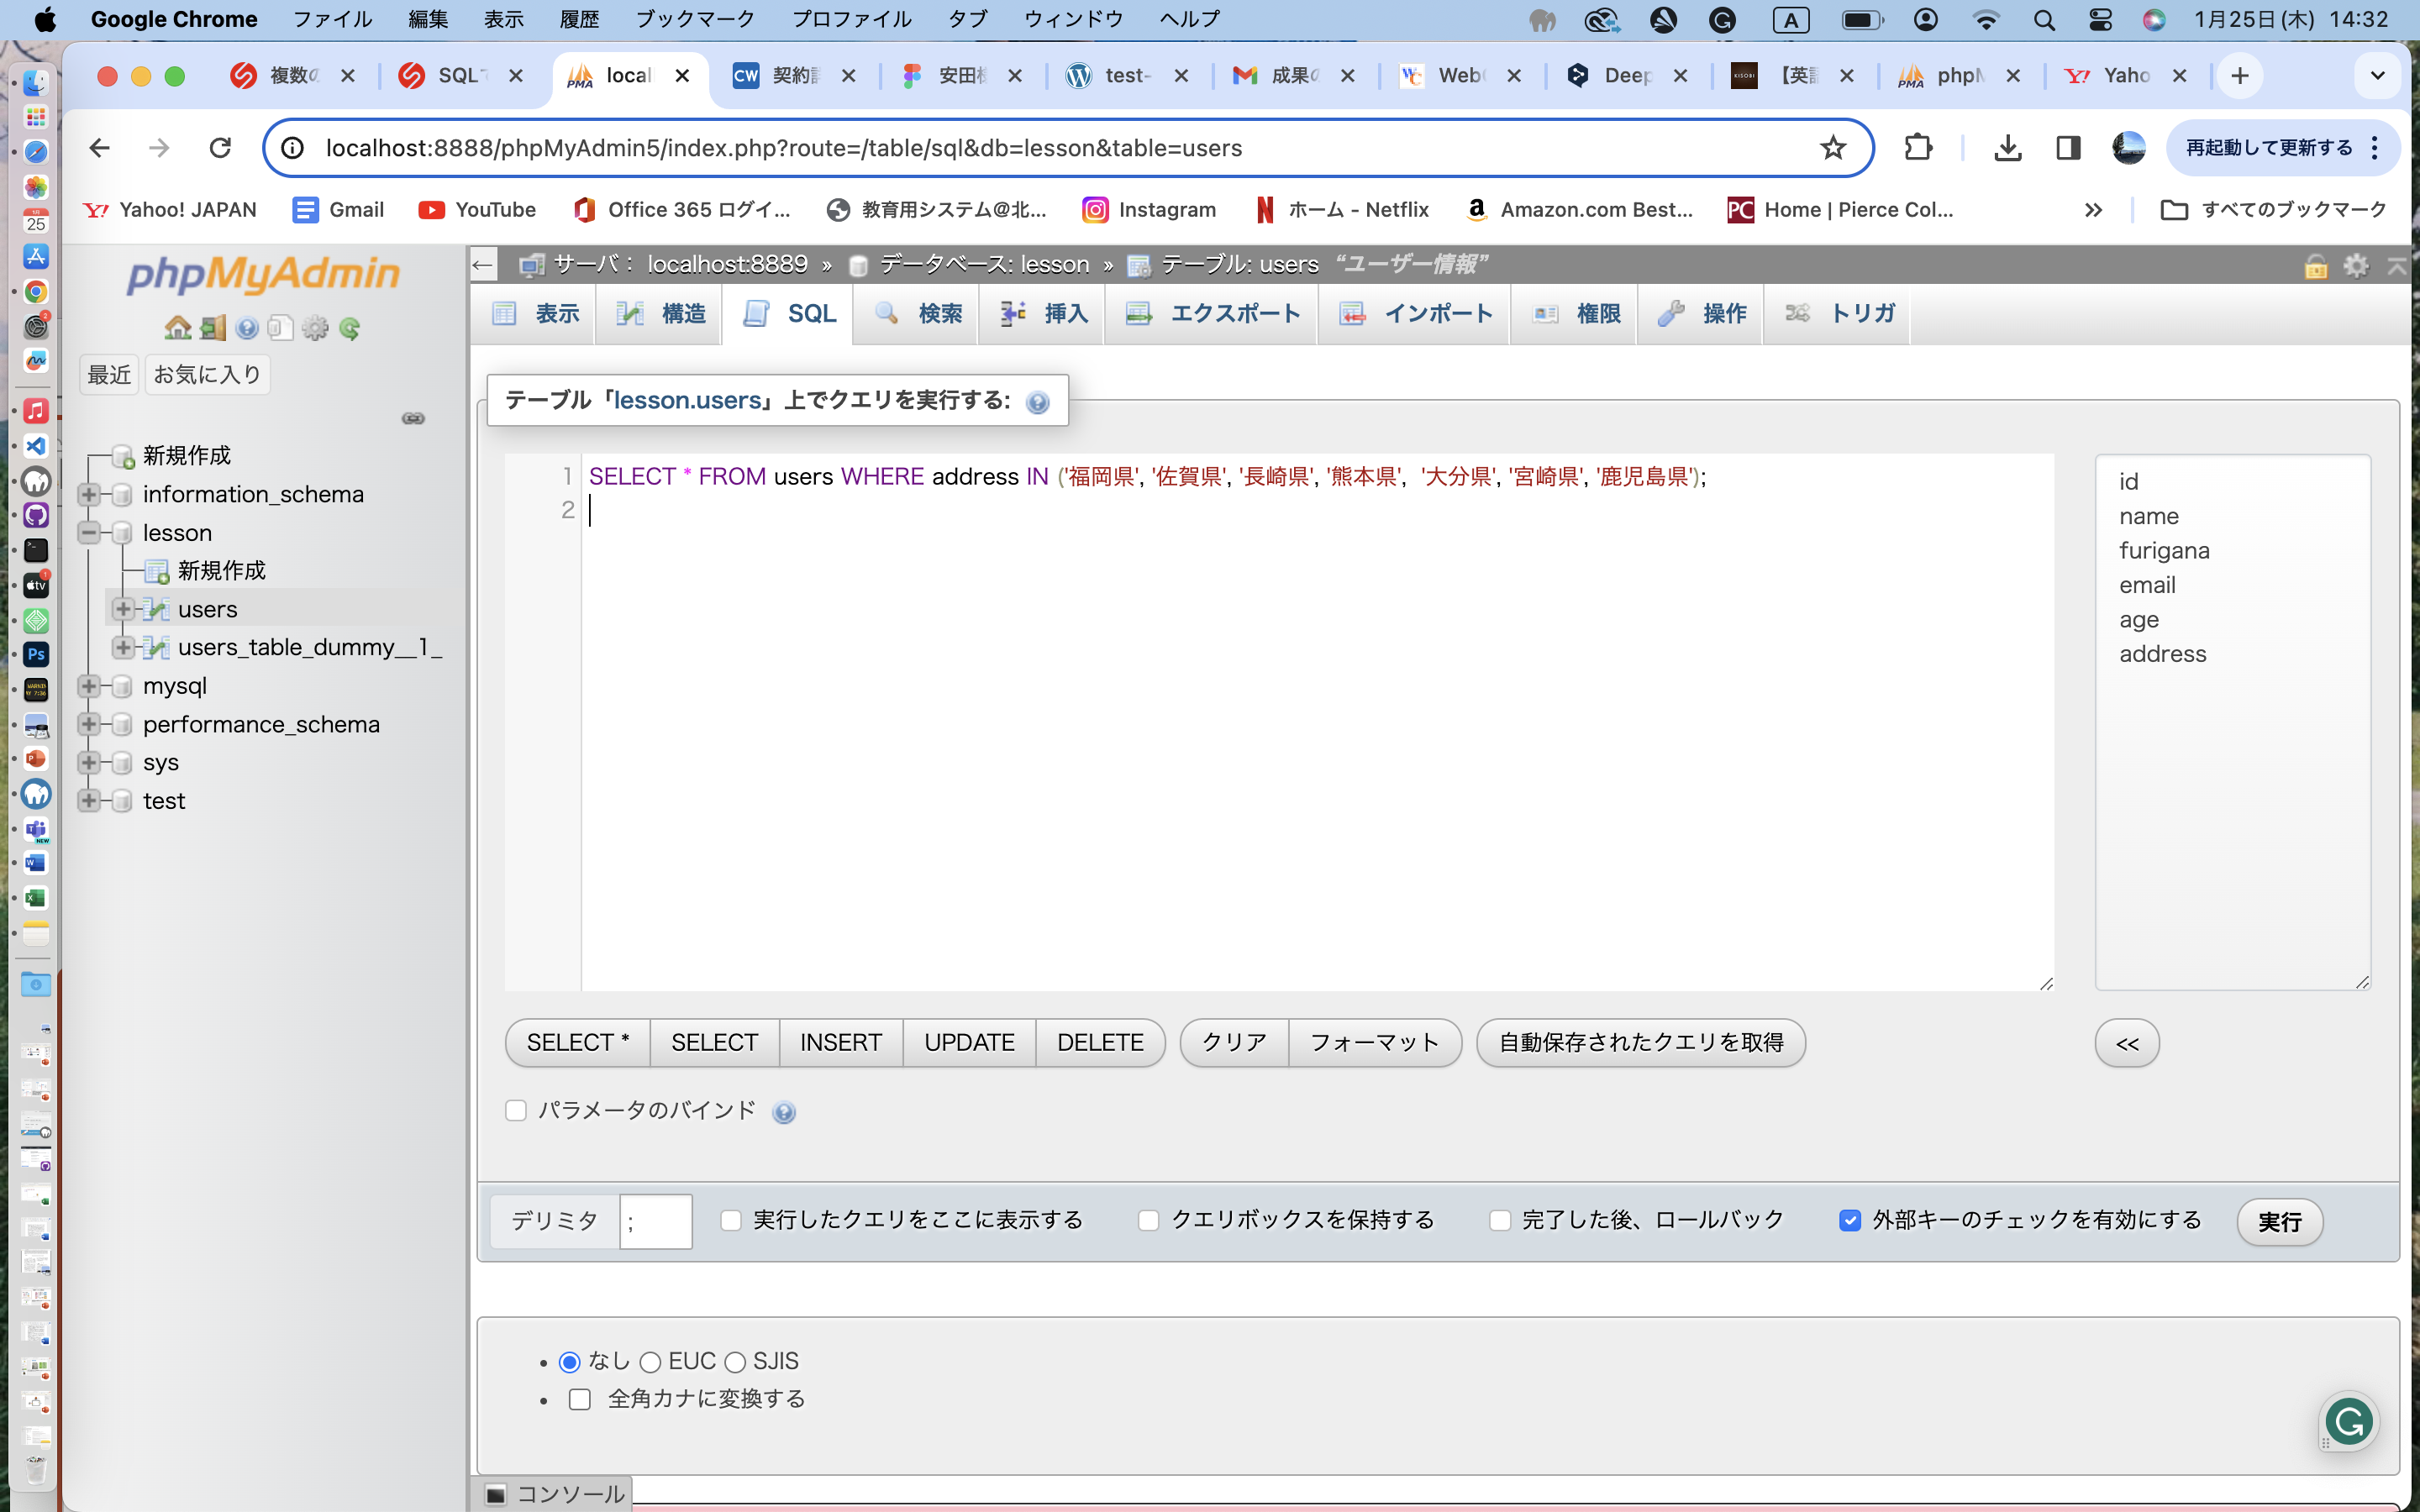 Google Chrome ファイル 編集 表示 履歴 ブックマーク プロファイル タブ ウィンドウ ヘルプ 1月25日(木) 14:32
複数の SQLで local 契約 安田 test- 成果の Web Deep 【英 phpM Yaho
localhost:8888/phpMyAdmin5/index.php?route=/table/sql&db=lesson&table=users 再起動して更新する
Yahoo! JAPAN Gmail YouTube Office 365 ログイ... 教育用システム@北... Instagram ホーム - Netflix Amazon.com Best... Home | Pierce Col... すべてのブックマーク
phpMyAdmin
最近 お気に入り
新規作成
information_schema
lesson
新規作成
users
users_table_dummy__1_
mysql
performance_schema
sys
test
サーバ: localhost:8889 » データベース: lesson » テーブル: users “ユーザー情報”
表示 構造 SQL 検索 挿入 エクスポート インポート 権限 操作 トリガ
テーブル「lesson.users」上でクエリを実行する:
1 SELECT * FROM users WHERE address IN ('福岡県', '佐賀県', '長崎県', '熊本県', '大分県', '宮崎県', '鹿児島県');
2
id
name
furigana
email
age
address
SELECT * SELECT INSERT UPDATE DELETE クリア フォーマット 自動保存されたクエリを取得 <<
パラメータのバインド
デリミタ ; 実行したクエリをここに表示する クエリボックスを保持する 完了した後、ロールバック 外部キーのチェックを有効にする 実行
なし EUC SJIS
全角カナに変換する
コンソール